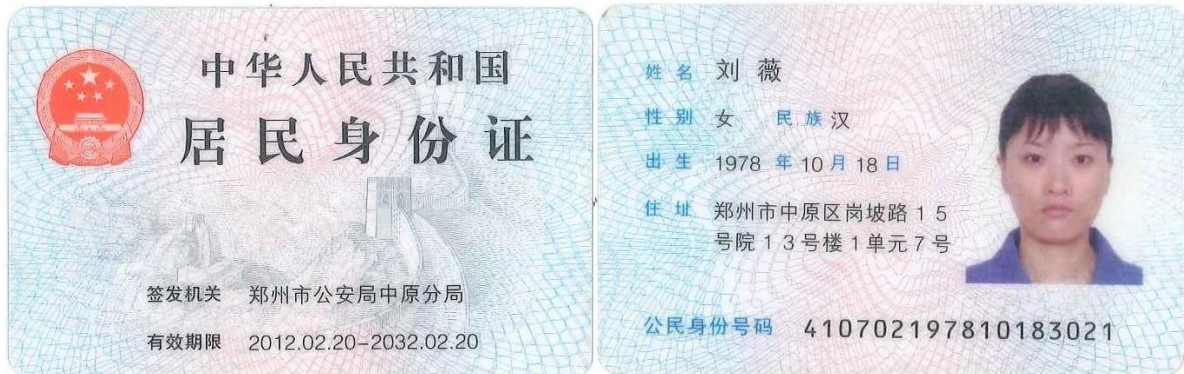 中华人民共和国
居民身份证
签发机关 郑州市公安局中原分局
有效期限 2012.02.20-2032.02.20
姓名 刘薇
性别 女 民族 汉
出生 1978 年 10 月 18 日
住址 郑州市中原区岗坡路15
号院13号楼1单元7号
公民身份号码 410702197810183021